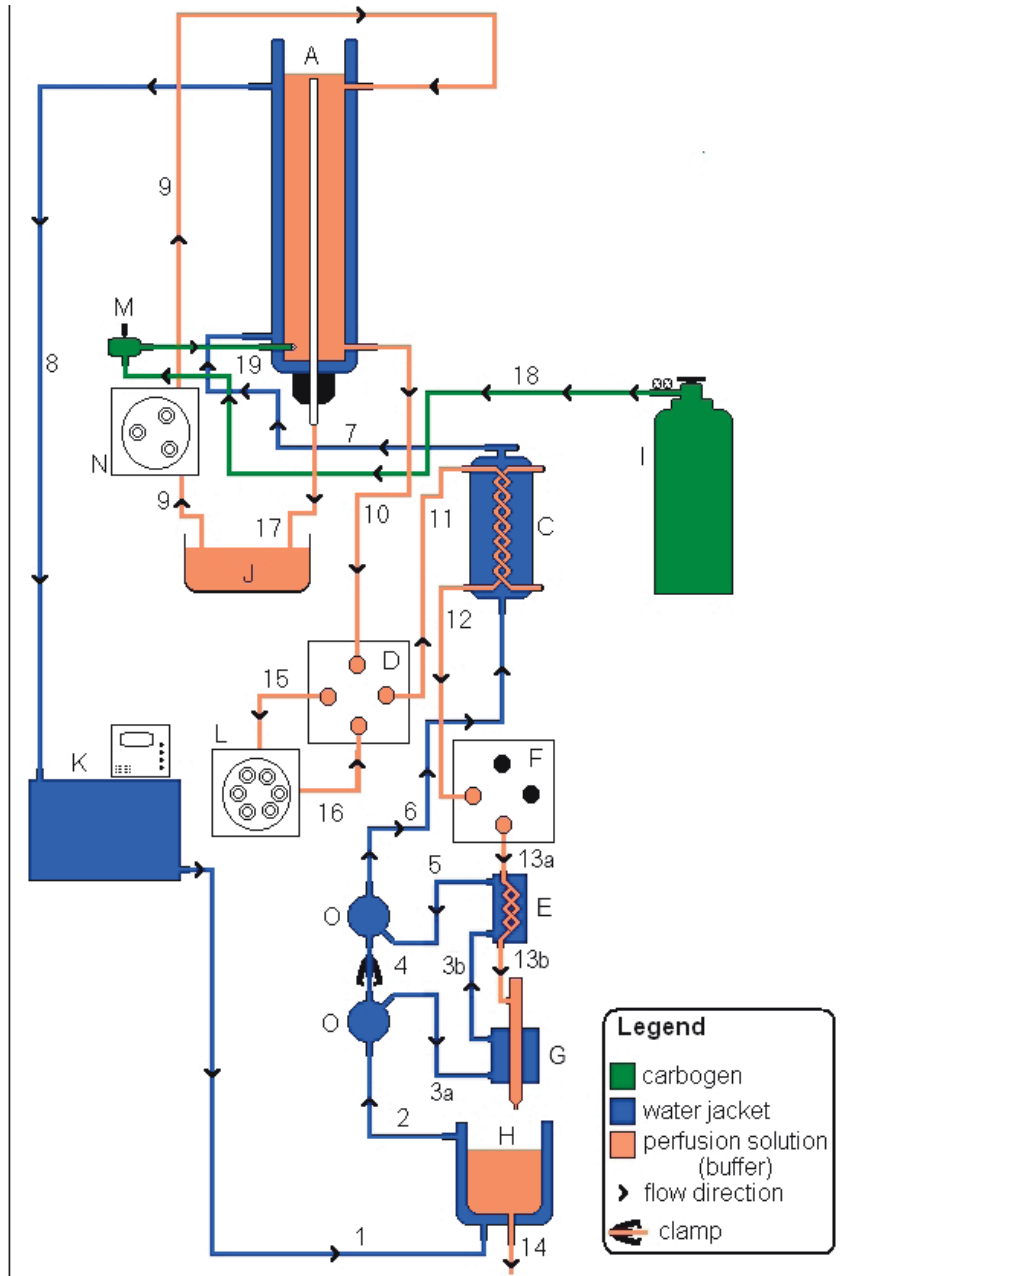 A
9
M
8
19
18
7
I
N
9
17
10
11
C
J
12
D
15
L
F
K
16
6
13a
5
E
O
4
3b
13b
O
G
3a
2
H
1
14
Legend
carbogen
water jacket
perfusion solution
(buffer)
flow direction
clamp